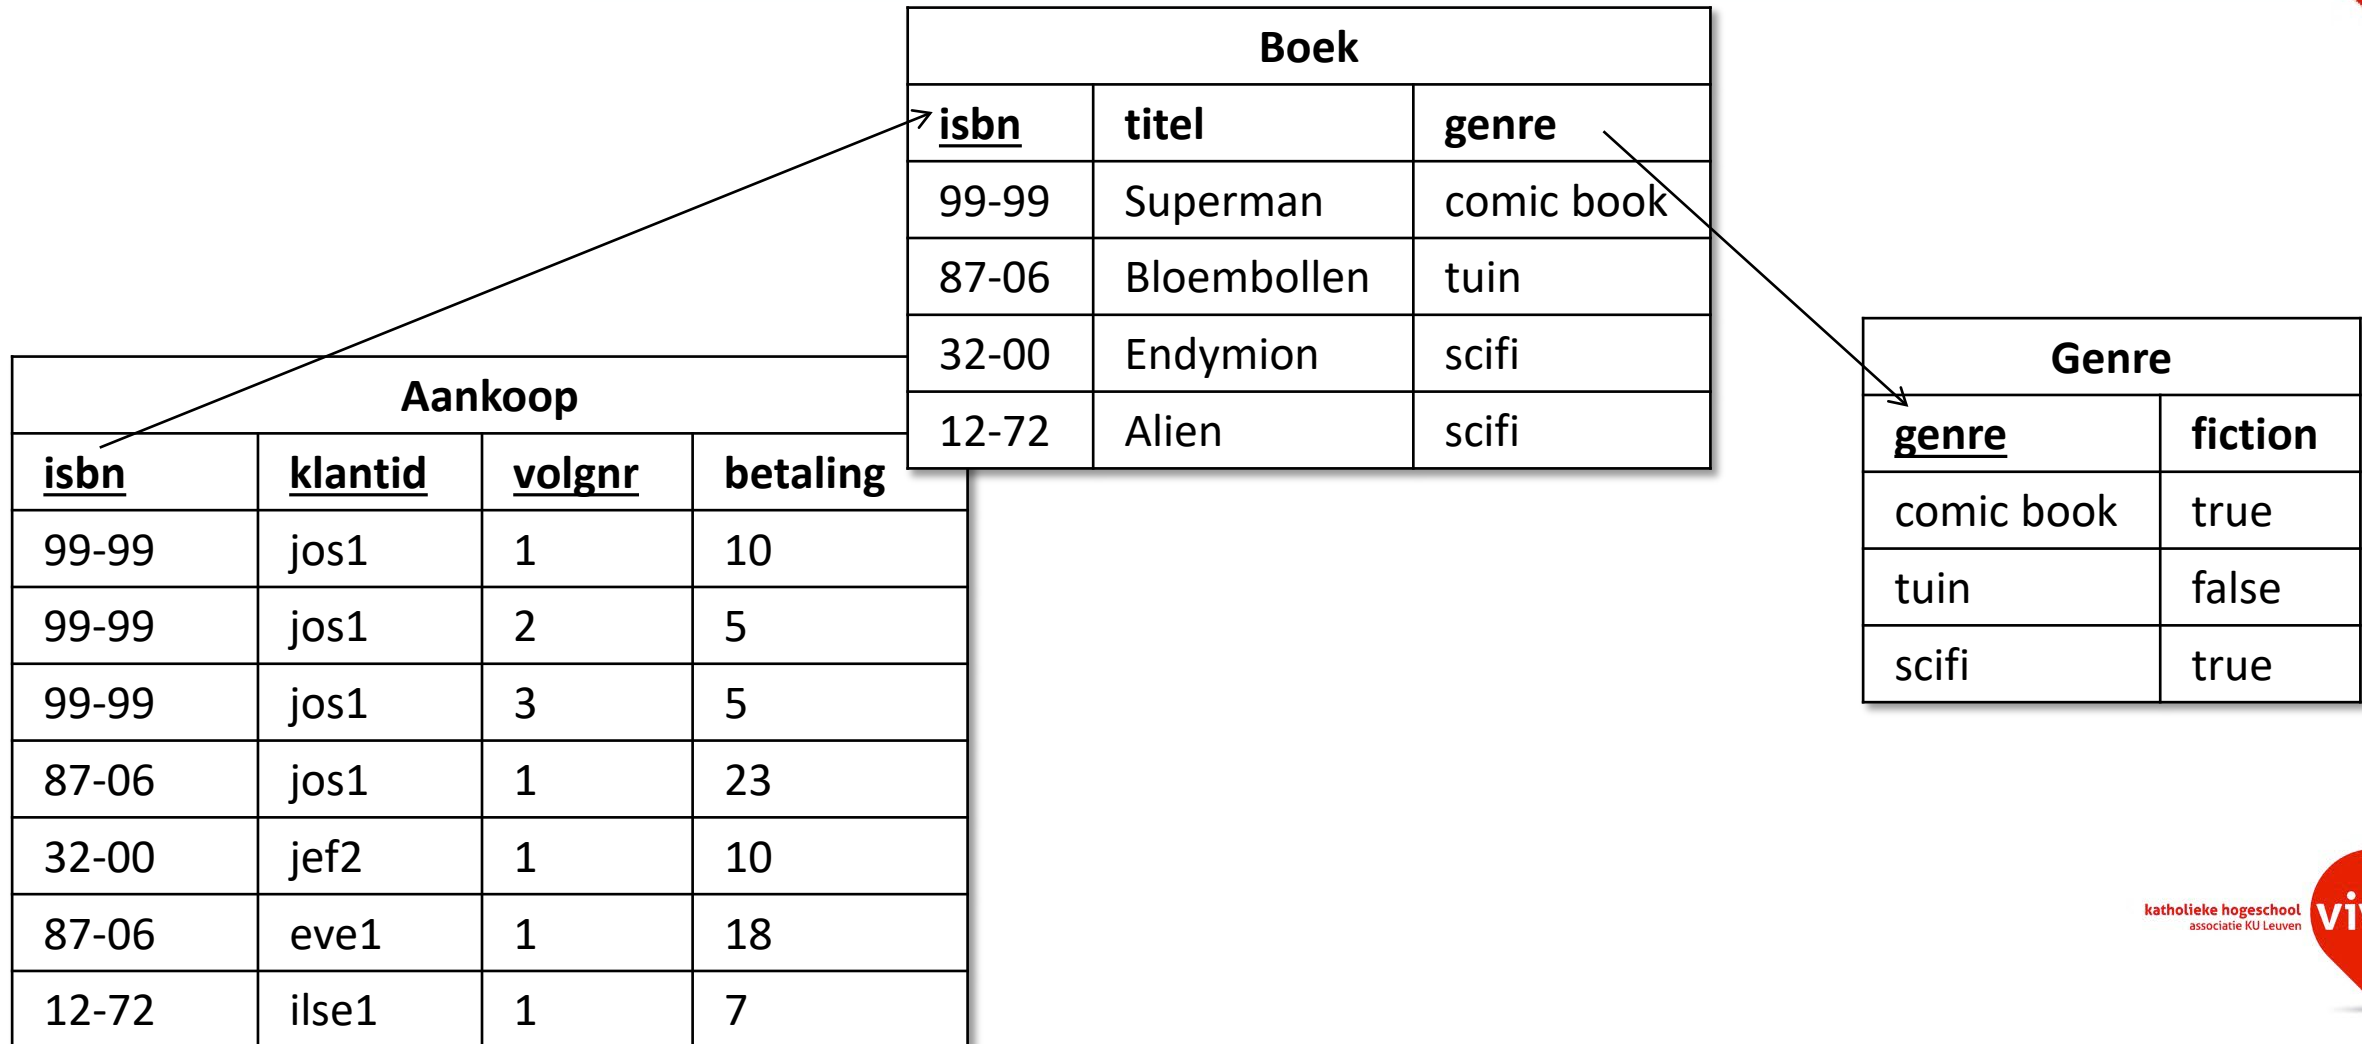 Boek
isbn titel genre
99-99 Superman comic book
87-06 Bloembollen tuin
32-00 Endymion scifi
12-72 Alien scifi
Aankoop
isbn klantid volgnr betaling
99-99 jos1 1 10
99-99 jos1 2 5
99-99 jos1 3 5
87-06 jos1 1 23
32-00 jef2 1 10
87-06 eve1 1 18
12-72 ilse1 1 7
Genre
genre fiction
comic book true
tuin false
scifi true
katholieke hogeschool
associatie KU Leuven